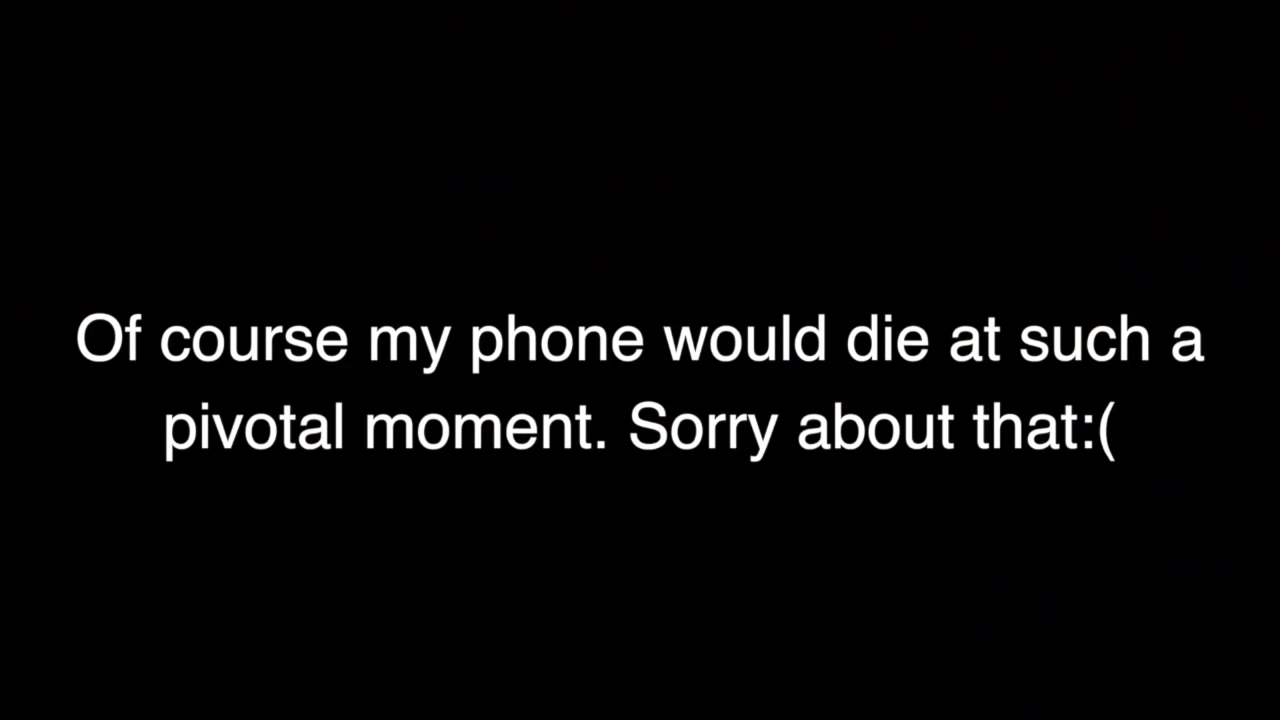 Of course my phone would die at such a
pivotal moment. Sorry about that:(